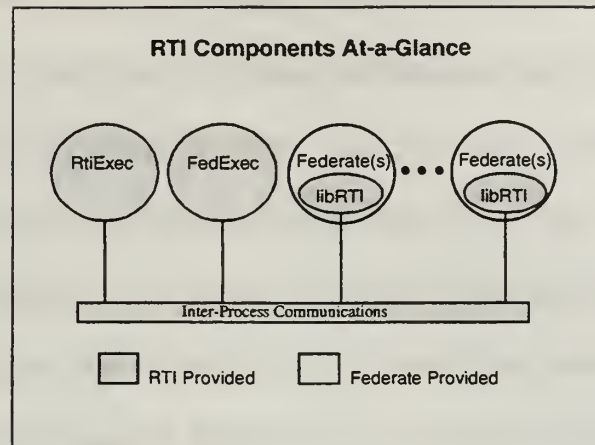 RTI Components At-a-Glance
RtiExec
FedExec
Federate(s)
libRTI
• • •
Federate(s)
libRTI
Inter-Process Communications
RTI Provided
Federate Provided